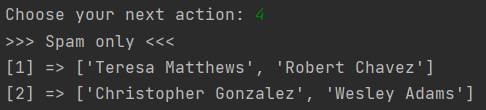 Choose your next action: 4
>>> Spam only <<<
[1] => ['Teresa Matthews', 'Robert Chavez']
[2] => ['Christopher Gonzalez', 'Wesley Adams']